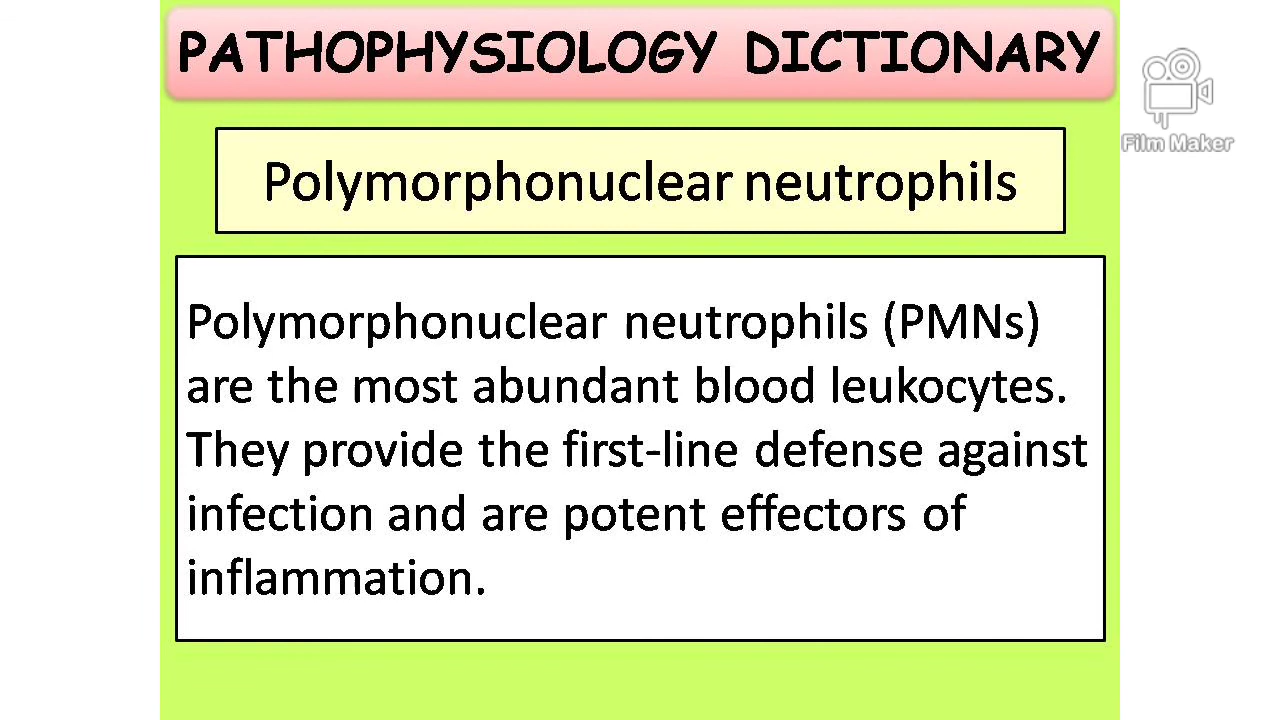 PATHOPHYSIOLOGY DICTIONARY
Film Maker
Polymorphonuclear neutrophils
Polymorphonuclear neutrophils (PMNs)
are the most abundant blood leukocytes.
They provide the first-line defense against
infection and are potent effectors of
inflammation.